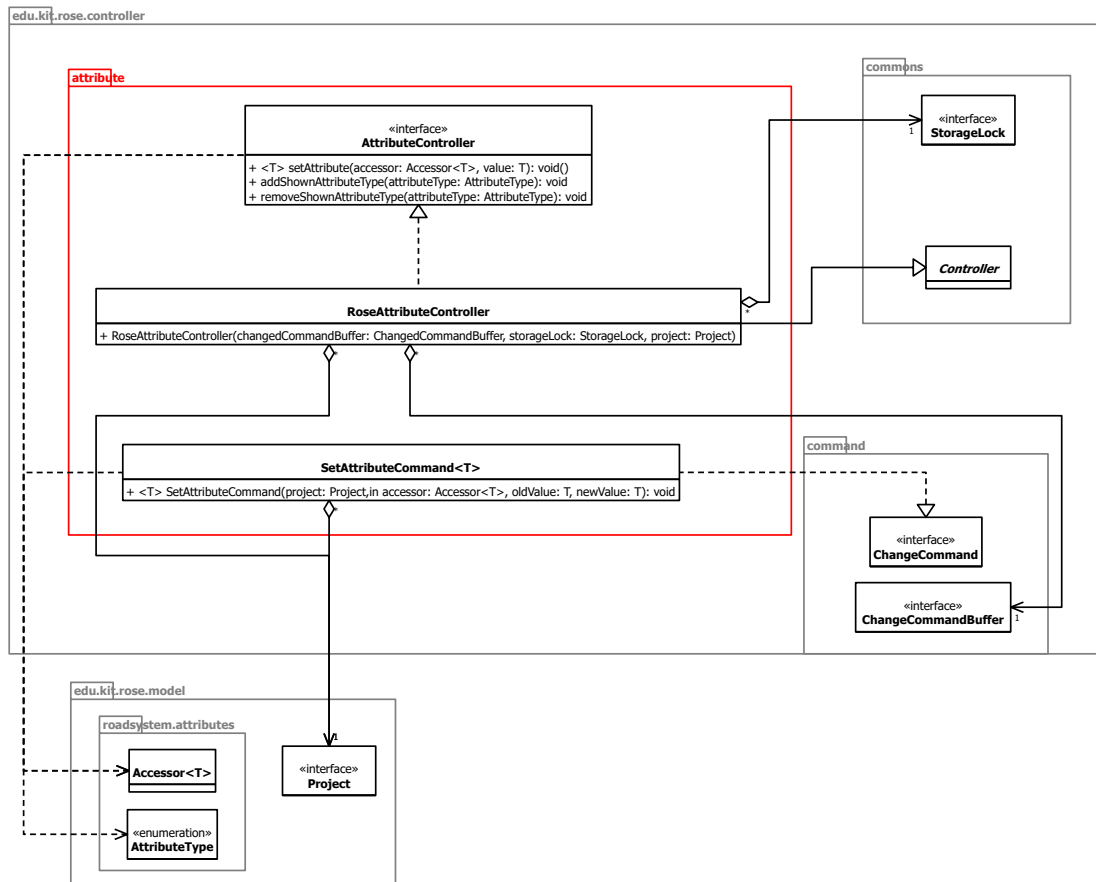 edu.kit.rose.controller
attribute
commons
«interface»
AttributeController
+ <T> setAttribute(accessor: Accessor<T>, value: T): void()
+ addShownAttributeType(attributeType: AttributeType): void
+ removeShownAttributeType(attributeType: AttributeType): void
«interface»
StorageLock
1
Controller
RoseAttributeController
+ RoseAttributeController(changedCommandBuffer: ChangedCommandBuffer, storageLock: StorageLock, project: Project)
*
*
*
command
SetAttributeCommand<T>
+ <T> SetAttributeCommand(project: Project,in accessor: Accessor<T>, oldValue: T, newValue: T): void
*
«interface»
ChangeCommand
«interface»
ChangeCommandBuffer
1
edu.kit.rose.model
roadsystem.attributes
1
Accessor<T>
«interface»
Project
«enumeration»
AttributeType